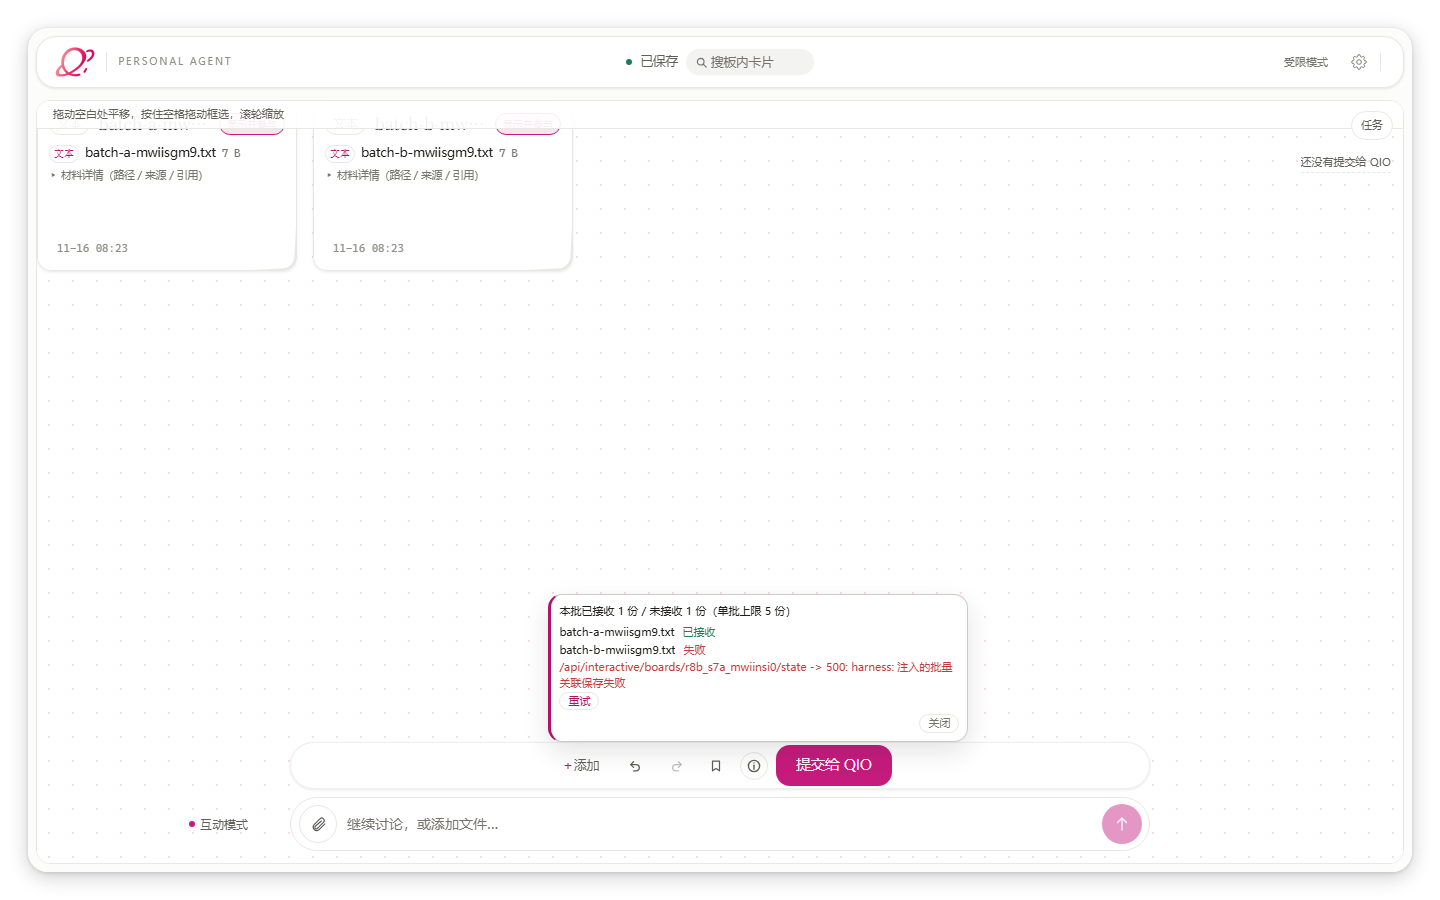 PERSONAL AGENT
已保存
搜板内卡片
受限模式
拖动空白处平移，按住空格拖动框选，滚轮缩放
任务
还没有提交给 QIO
文本 batch-a-mwiisgm9.txt 7 B
材料详情（路径 / 来源 / 引用）
11-16 08:23
文本 batch-b-mwiisgm9.txt 7 B
材料详情（路径 / 来源 / 引用）
11-16 08:23
本批已接收 1 份 / 未接收 1 份（单批上限 5 份）
batch-a-mwiisgm9.txt 已接收
batch-b-mwiisgm9.txt 失败
/api/interactive/boards/r8b_s7a_mwiinsi0/state -> 500: harness: 注入的批量
关联保存失败
重试
关闭
+添加
提交给 QIO
互动模式
继续讨论，或添加文件...